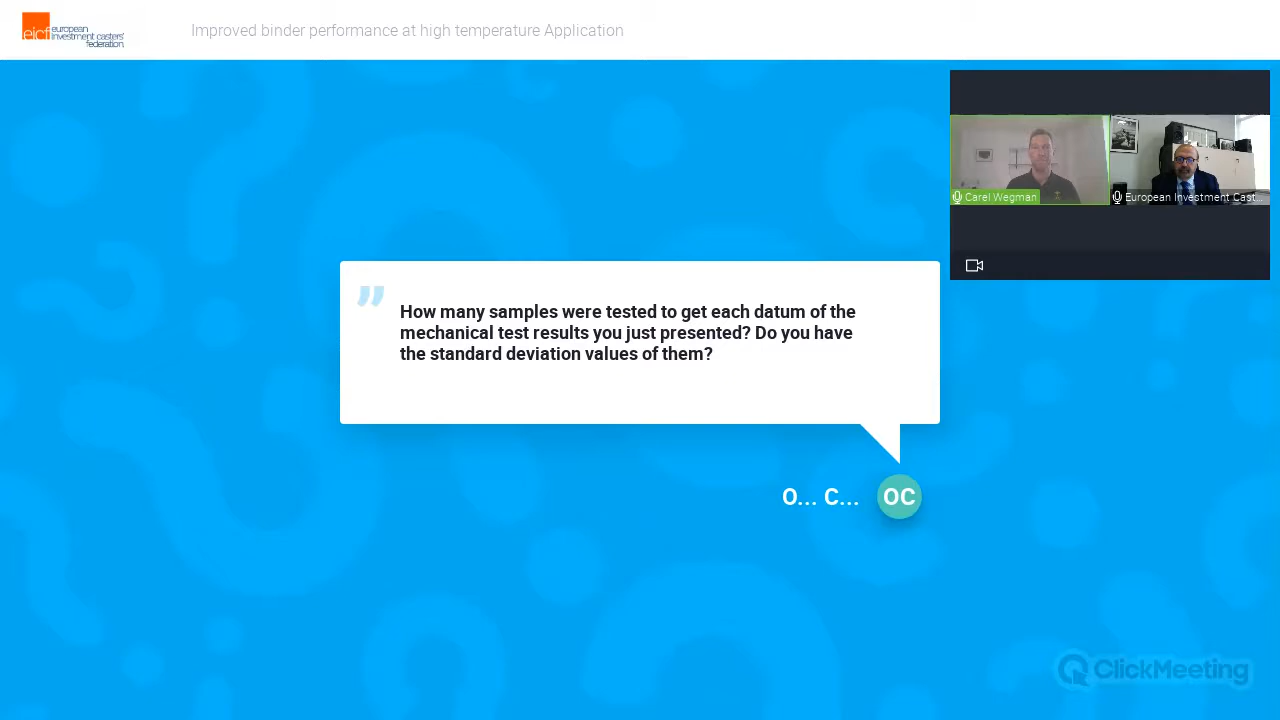 eicf european
investment casters'
federation.
Improved binder performance at high temperature Application
Carel Wegman
European Investment Cast...
"
How many samples were tested to get each datum of the
mechanical test results you just presented? Do you have
the standard deviation values of them?
O... C...
OC
ClickMeeting